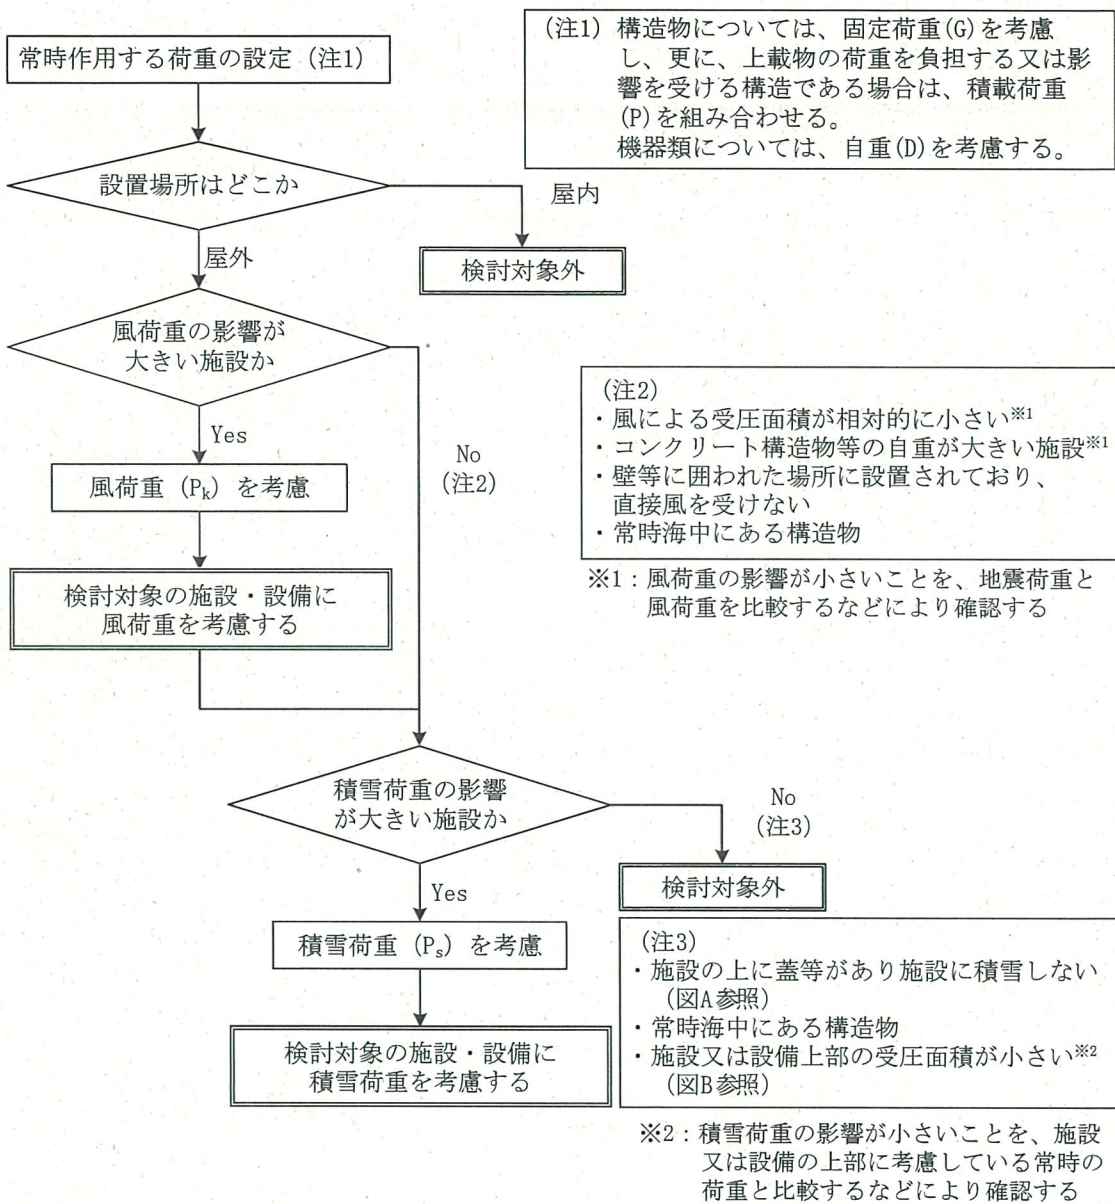 常時作用する荷重の設定（注1）
（注1）構造物については、固定荷重(G)を考慮
し、更に、上載物の荷重を負担する又は影
響を受ける構造である場合は、積載荷重
(P)を組み合わせる。
機器類については、自重(D)を考慮する。
設置場所はどこか
屋内
検討対象外
屋外
風荷重の影響が
大きい施設か
Yes
No
（注2）
（注2）
・風による受圧面積が相対的に小さい※1
・コンクリート構造物等の自重が大きい施設※1
・壁等に囲われた場所に設置されており、
直接風を受けない
・常時海中にある構造物
※1：風荷重の影響が小さいことを、地震荷重と
風荷重を比較するなどにより確認する
風荷重（Pk）を考慮
検討対象の施設・設備に
風荷重を考慮する
積雪荷重の影響
が大きい施設か
No
（注3）
検討対象外
Yes
積雪荷重（Ps）を考慮
検討対象の施設・設備に
積雪荷重を考慮する
（注3）
・施設の上に蓋等があり施設に積雪しない
（図A参照）
・常時海中にある構造物
・施設又は設備上部の受圧面積が小さい※2
（図B参照）
※2：積雪荷重の影響が小さいことを、施設
又は設備の上部に考慮している常時の
荷重と比較するなどにより確認する